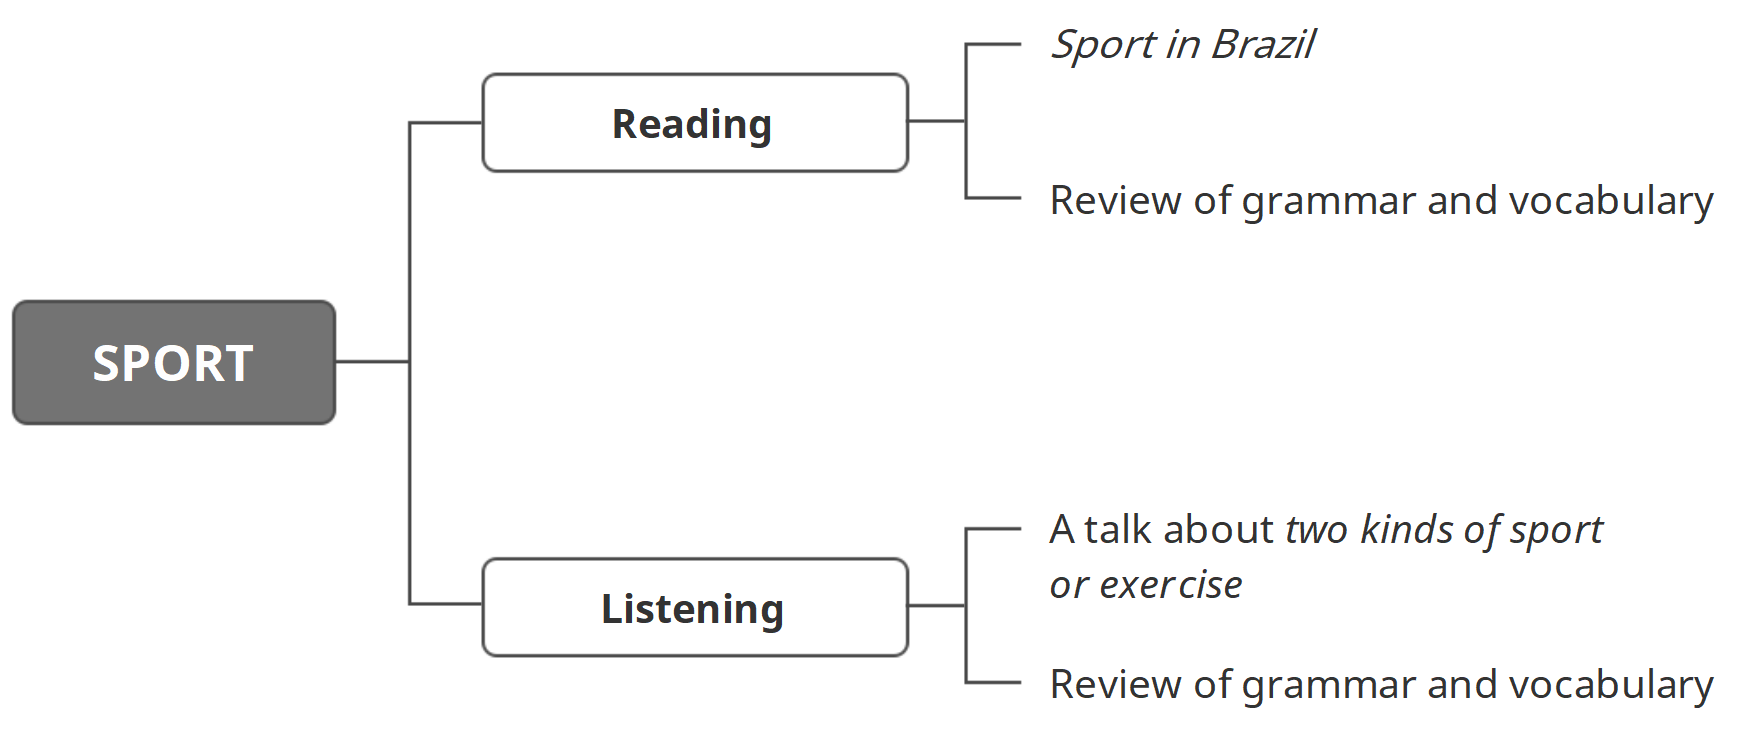 Sport in Brazil
Reading
Review of grammar and vocabulary
SPORT
A talk about two kinds of sport
or exercise
Listening
Review of grammar and vocabulary